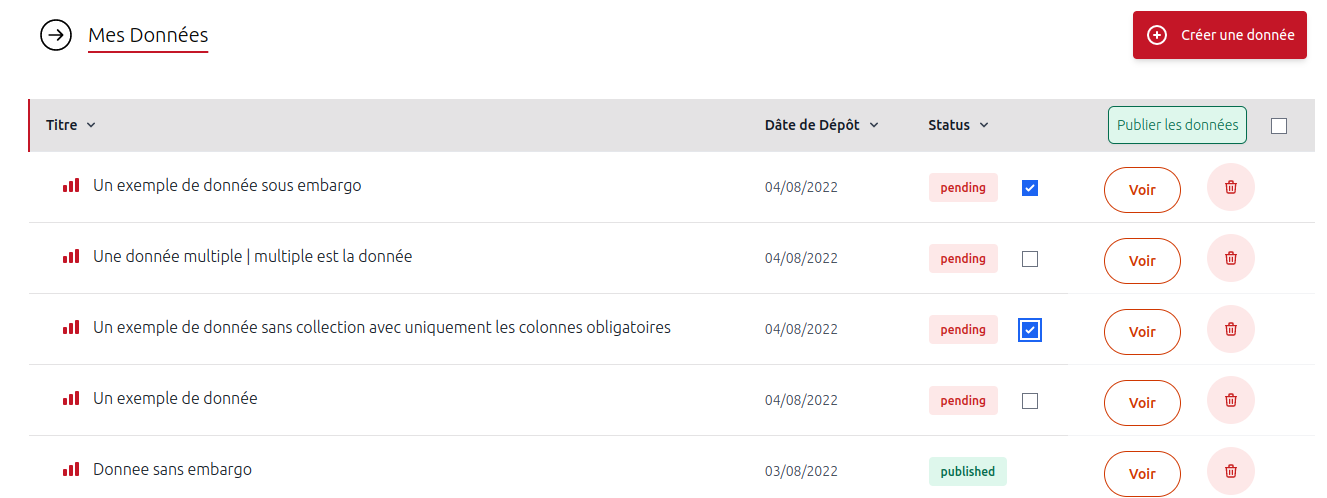 Mes Données
Créer une donnée
Titre Dâte de Dépôt Status Publier les données
Un exemple de donnée sous embargo 04/08/2022 pending Voir
Une donnée multiple | multiple est la donnée 04/08/2022 pending Voir
Un exemple de donnée sans collection avec uniquement les colonnes obligatoires 04/08/2022 pending Voir
Un exemple de donnée 04/08/2022 pending Voir
Donnee sans embargo 03/08/2022 published Voir